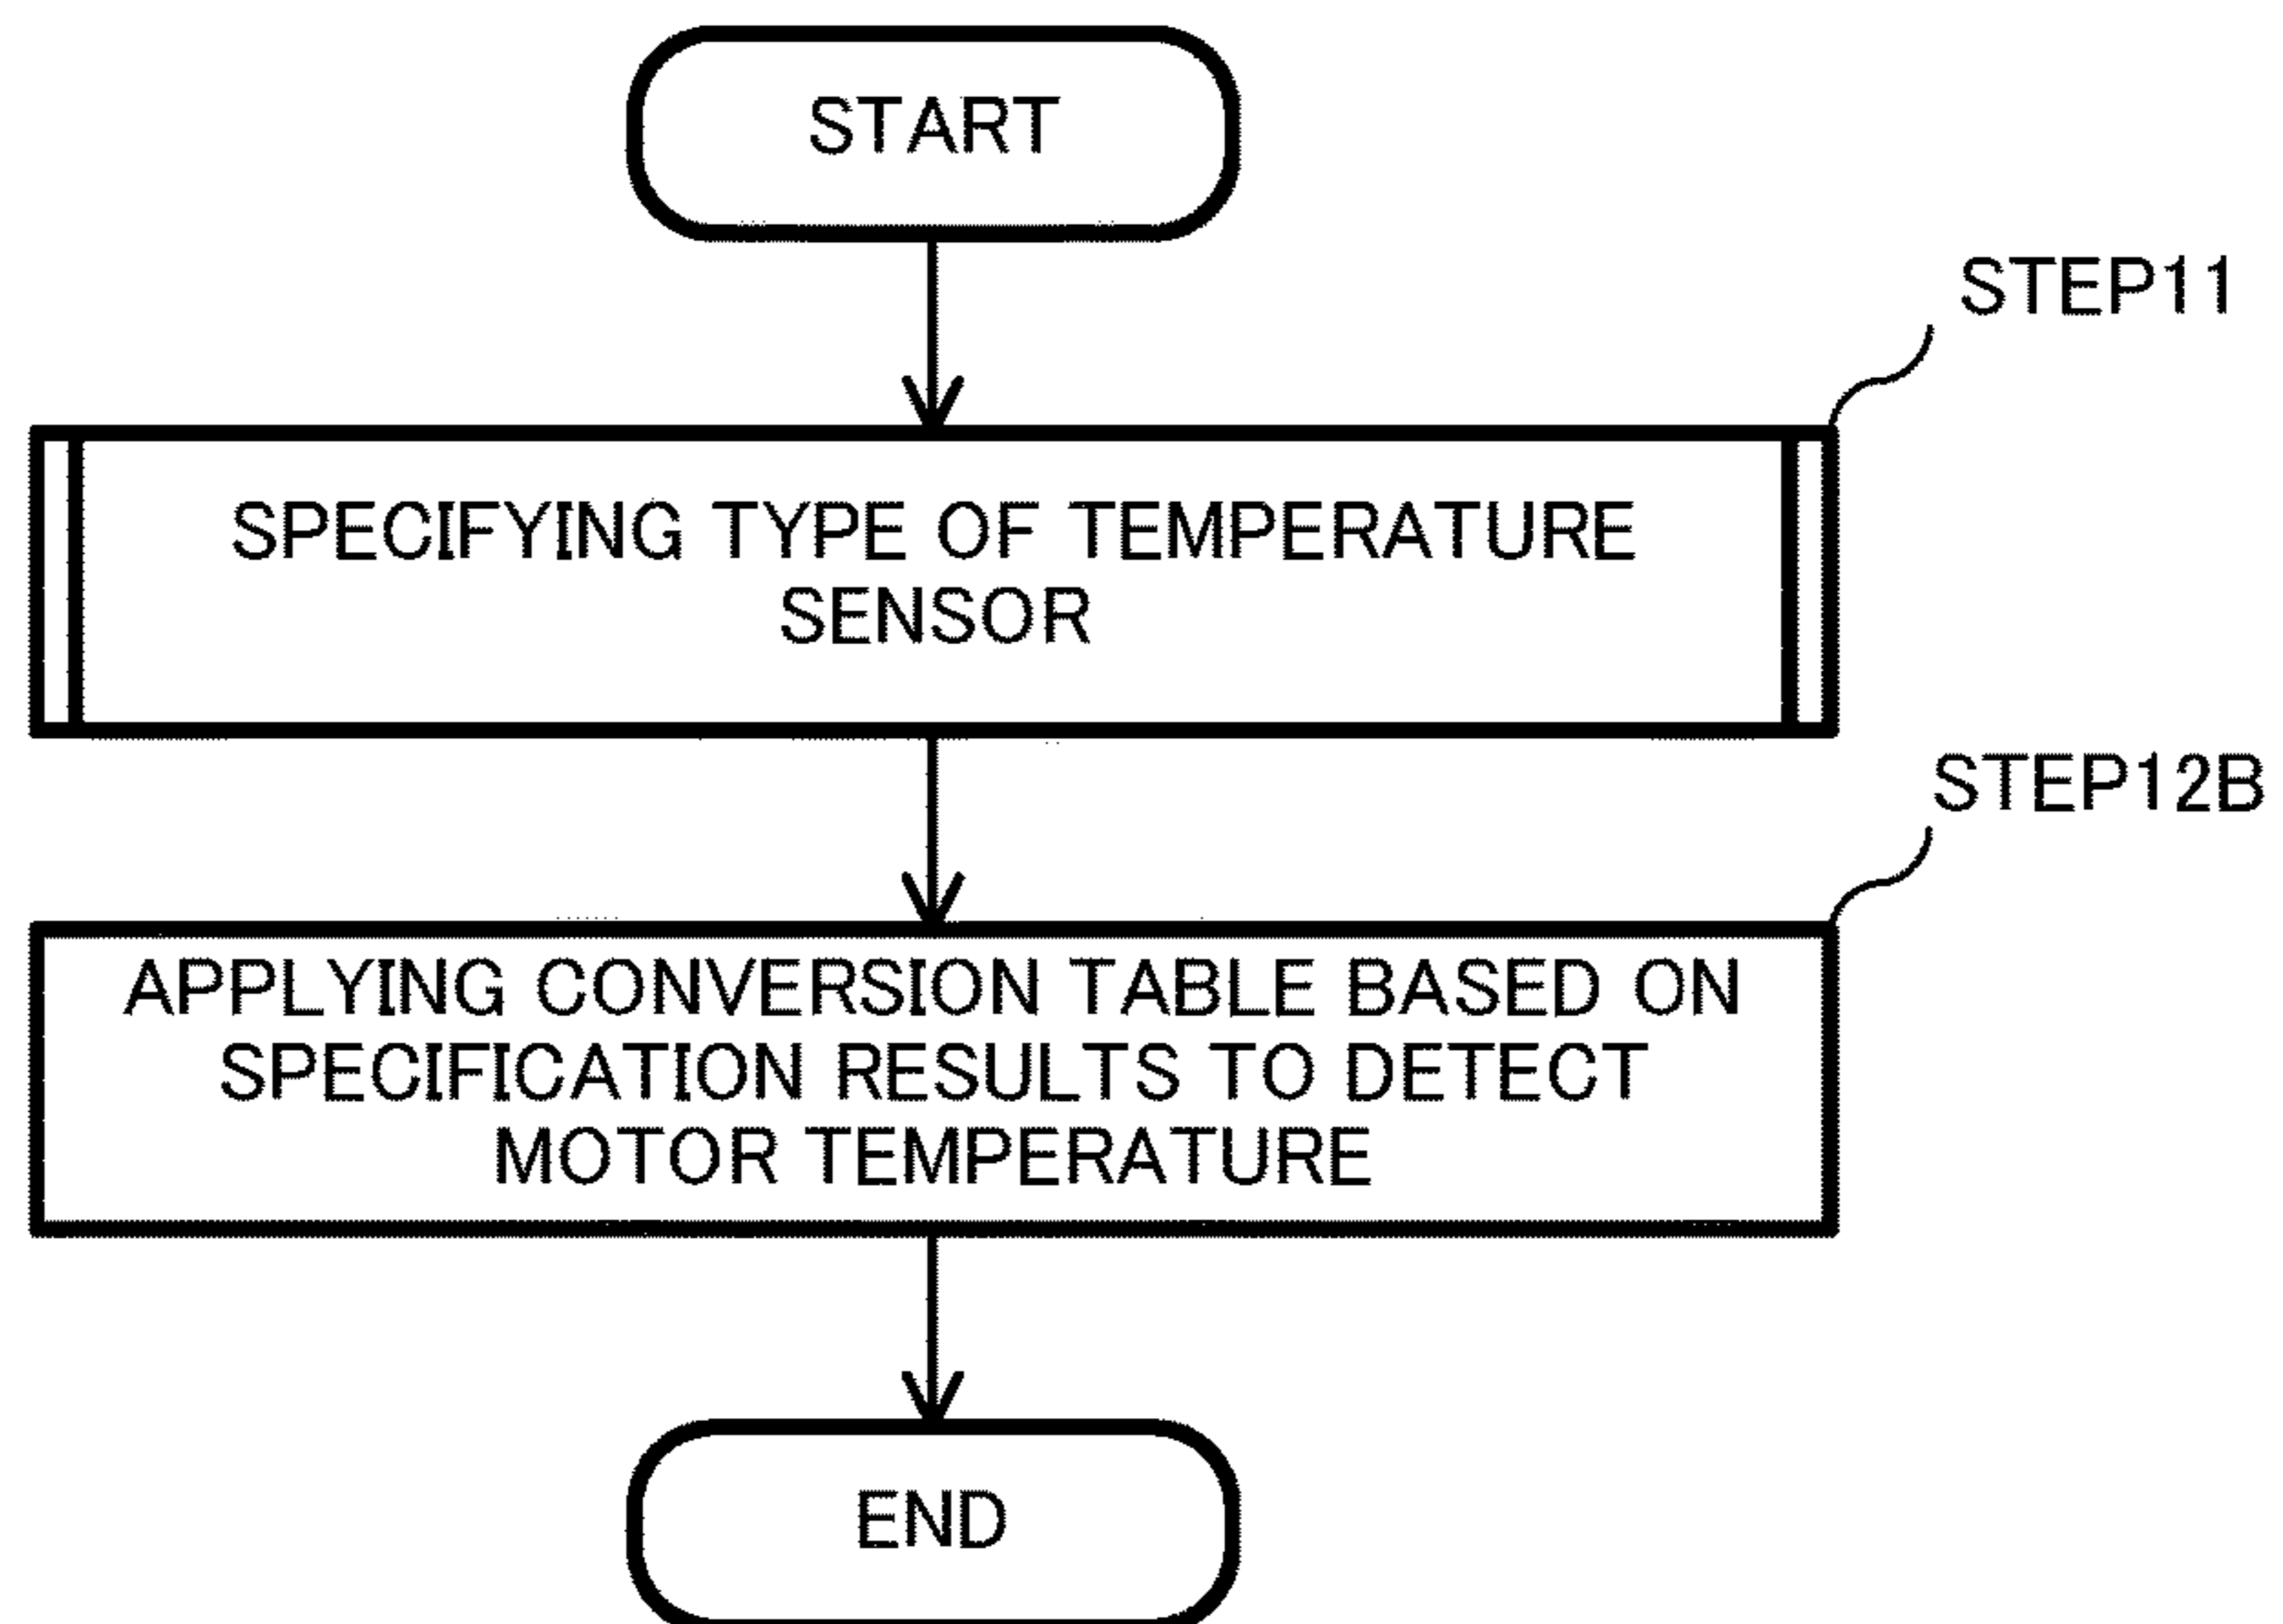 START
STEP11
SPECIFYING TYPE OF TEMPERATURE
SENSOR
STEP12B
APPLYING CONVERSION TABLE BASED ON
SPECIFICATION RESULTS TO DETECT
MOTOR TEMPERATURE
END